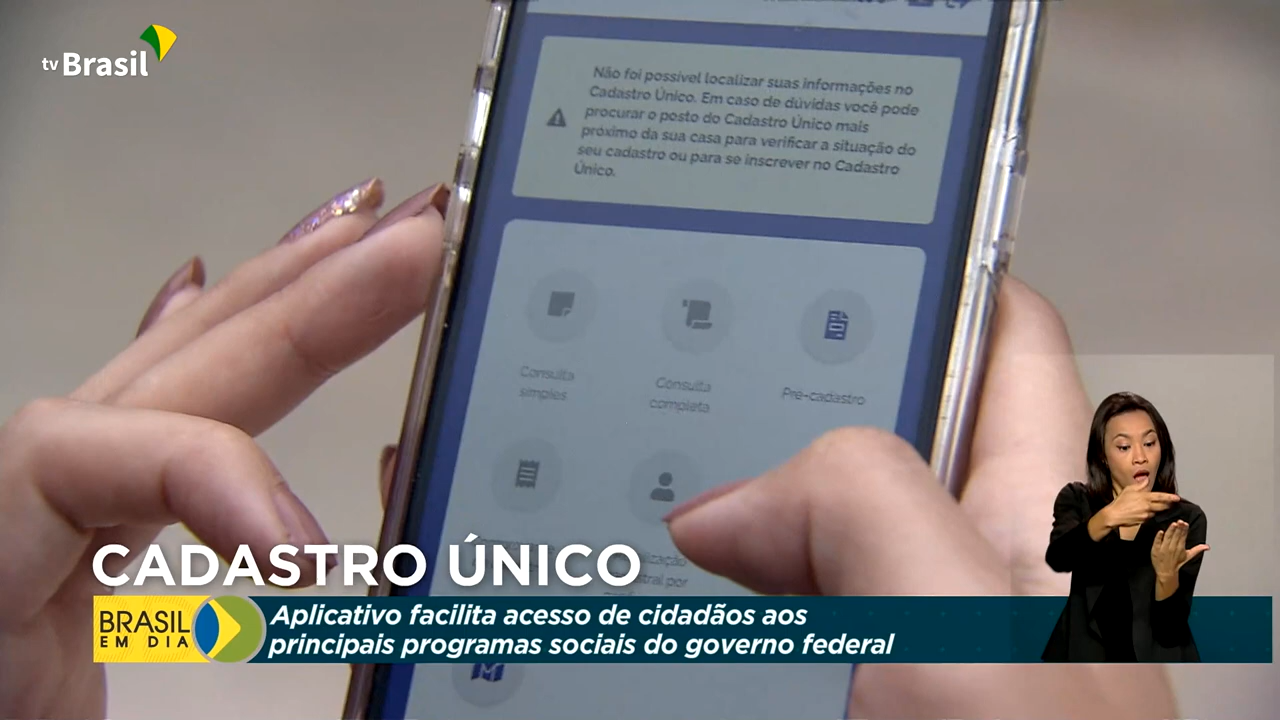 tv Brasil
Não foi possível localizar suas informações no
Cadastro Único. Em caso de dúvidas você pode
procurar o posto do Cadastro Único mais
próximo da sua casa para verificar a situação do
seu cadastro ou para se inscrever no Cadastro
Único.
Consulta
simples
Consulta
completa
Pré-cadastro
CADASTRO ÚNICO
BRASIL
EM DIA
Aplicativo facilita acesso de cidadãos aos
principais programas sociais do governo federal